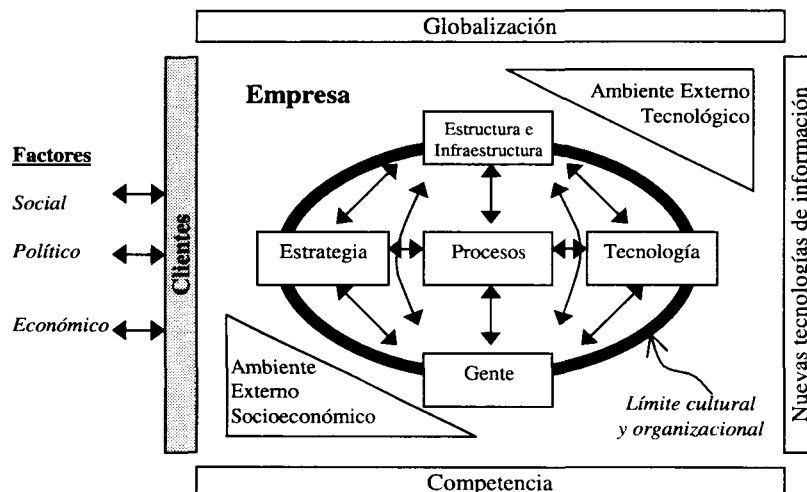 Globalización
Empresa
Ambiente Externo
Tecnológico
Estructura e
Infraestructura
Factores
Social
Político
Económico
Clientes
Estrategia
Procesos
Tecnología
Gente
Ambiente
Externo
Socioeconómico
Límite cultural
y organizacional
Nuevas tecnologías de información
Competencia